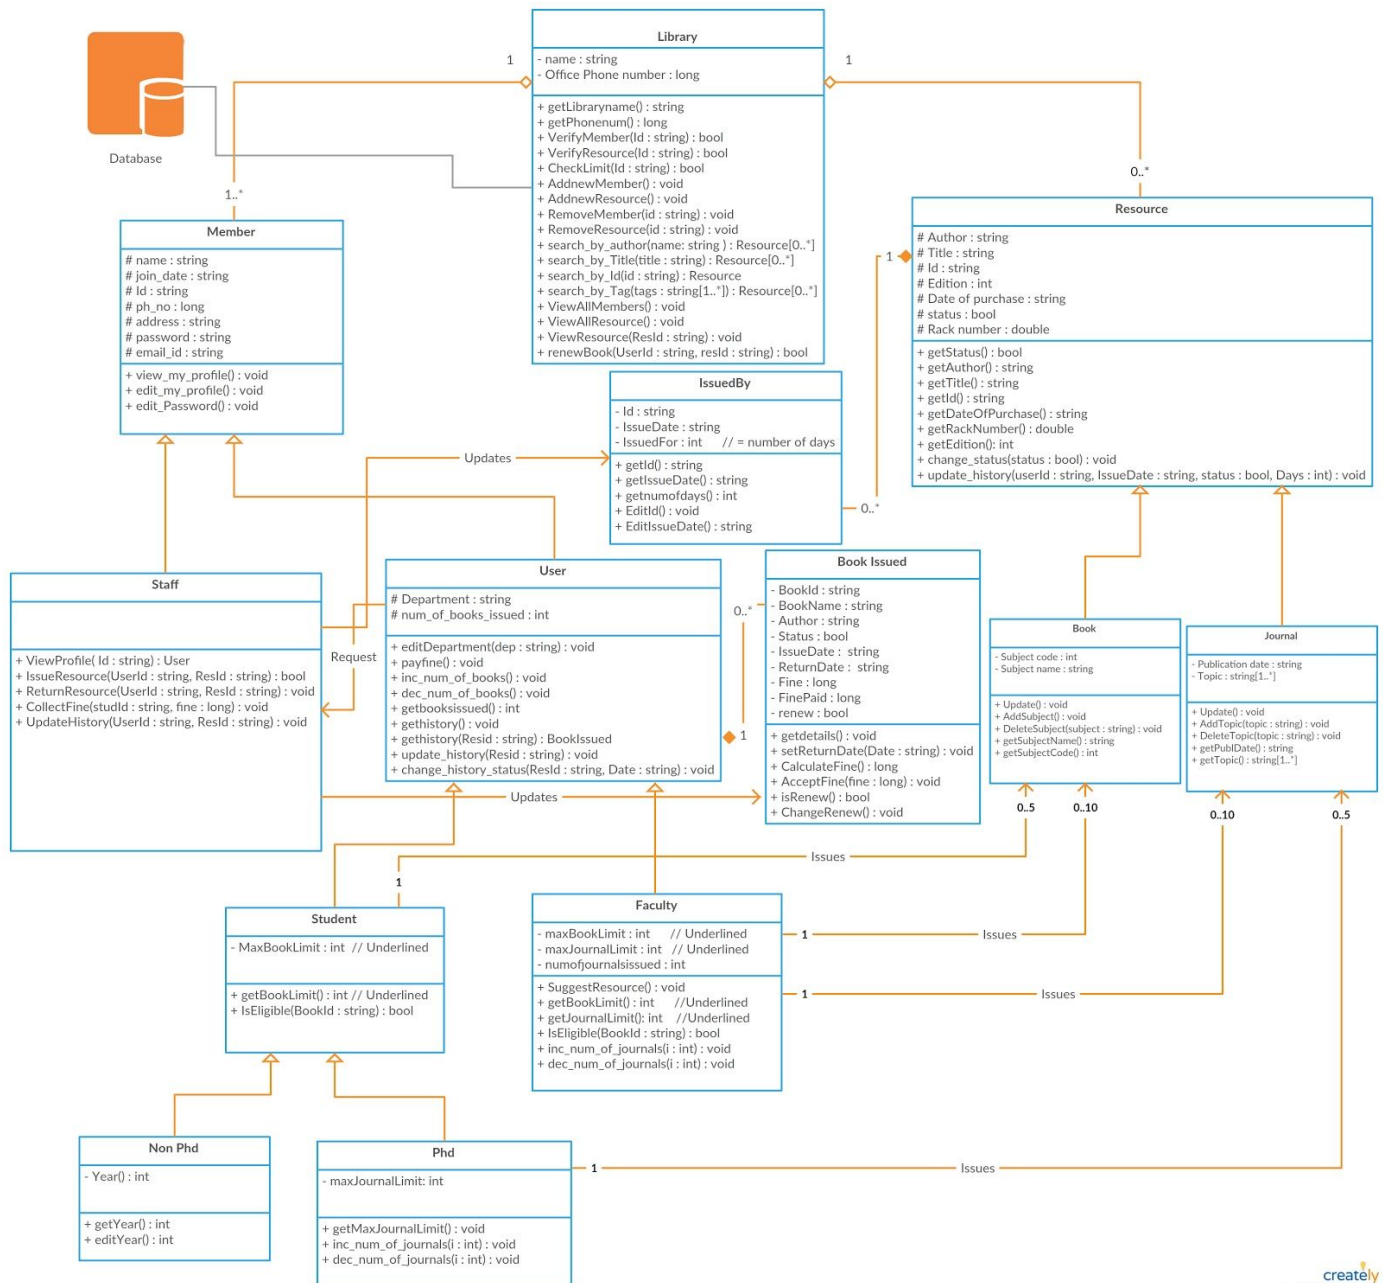 Database
1
1
1..*
0..*
Library
- name : string
- Office Phone number : long
+ getLibraryname() : string
+ getPhonenum() : long
+ VerifyMember(Id : string) : bool
+ VerifyResource(Id : string) : bool
+ CheckLimit(Id : string) : bool
+ AddnewMember() : void
+ AddnewResource() : void
+ RemoveMember(id : string) : void
+ RemoveResource(id : string) : void
+ search_by_author(name: string ) : Resource[0..*]
+ search_by_Title(title : string) : Resource[0..*]
+ search_by_Id(id : string) : Resource
+ search_by_Tag(tags : string[1..*]) : Resource[0..*]
+ ViewAllMembers() : void
+ ViewAllResource() : void
+ ViewResource(ResId : string) : void
+ renewBook(UserId : string, resId : string) : bool
Member
# name : string
# join_date : string
# Id : string
# ph_no : long
# address : string
# password : string
# email_id : string
+ view_my_profile() : void
+ edit_my_profile() : void
+ edit_Password() : void
Resource
# Author : string
# Title : string
# Id : string
# Edition : int
# Date of purchase : string
# status : bool
# Rack number : double
+ getStatus() : bool
+ getAuthor() : string
+ getTitle() : string
+ getId() : string
+ getDateOfPurchase() : string
+ getRackNumber() : double
+ getEdition(): int
+ change_status(status : bool) : void
+ update_history(userId : string, IssueDate : string, status : bool, Days : int) : void
1
0..*
IssuedBy
- Id : string
- IssueDate : string
- IssuedFor : int // = number of days
+ getId() : string
+ getIssueDate() : string
+ getnumofdays() : int
+ EditId() : void
+ EditIssueDate() : string
Updates
Staff
+ ViewProfile( Id : string) : User
+ IssueResource(UserId : string, ResId : string) : bool
+ ReturnResource(UserId : string, ResId : string) : void
+ CollectFine(studId : string, fine : long) : void
+ UpdateHistory(UserId : string, ResId : string) : void
Request
Updates
User
# Department : string
# num_of_books_issued : int
+ editDepartment(dep : string) : void
+ payfine() : void
+ inc_num_of_books() : void
+ dec_num_of_books() : void
+ getbooksissued() : int
+ gethistory() : void
+ gethistory(Resid : string) : BookIssued
+ update_history(Resid : string) : void
+ change_history_status(ResId : string, Date : string) : void
0..*
1
Book Issued
- BookId : string
- BookName : string
- Author : string
- Status : bool
- IssueDate : string
- ReturnDate : string
- Fine : long
- FinePaid : long
- renew : bool
+ getdetails() : void
+ setReturnDate(Date : string) : void
+ CalculateFine() : long
+ AcceptFine(fine : long) : void
+ isRenew() : bool
+ ChangeRenew() : void
Book
- Subject code : int
- Subject name : string
+ Update() : void
+ AddSubject() : void
+ DeleteSubject(subject : string) : void
+ getSubjectName() : string
+ getSubjectCode() : int
Journal
- Publication date : string
- Topic : string[1..*]
+ Update() : void
+ AddTopic(topic : string) : void
+ DeleteTopic(topic : string) : void
+ getPublDate() : string
+ getTopic() : string[1..*]
0..5
0..10
0..10
0..5
Issues
1
Student
- MaxBookLimit : int // Underlined
+ getBookLimit() : int // Underlined
+ IsEligible(BookId : string) : bool
Faculty
- maxBookLimit : int // Underlined
- maxJournalLimit : int // Underlined
- numofjournalsissued : int
+ SuggestResource() : void
+ getBookLimit() : int //Underlined
+ getJournalLimit(): int //Underlined
+ IsEligible(BookId : string) : bool
+ inc_num_of_journals(i : int) : void
+ dec_num_of_journals(i : int) : void
1
Issues
1
Issues
Non Phd
- Year() : int
+ getYear() : int
+ editYear() : int
Phd
- maxJournalLimit: int
+ getMaxJournalLimit() : void
+ inc_num_of_journals(i : int) : void
+ dec_num_of_journals(i : int) : void
1
Issues
creately